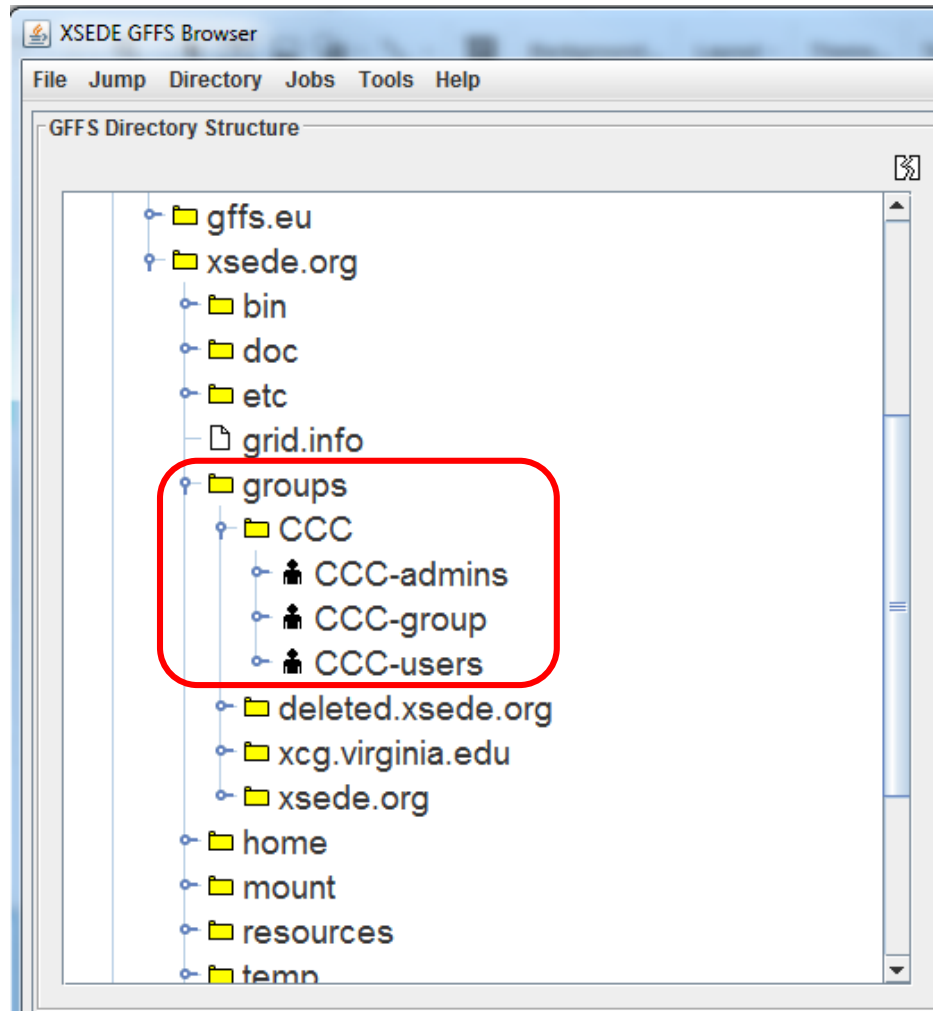 XSEDE GFFS Browser
File Jump Directory Jobs Tools Help
GFFS Directory Structure
gffs.eu
xsede.org
bin
doc
etc
grid.info
groups
CCC
CCC-admins
CCC-group
CCC-users
deleted.xsede.org
xcg.virginia.edu
xsede.org
home
mount
resources
temp